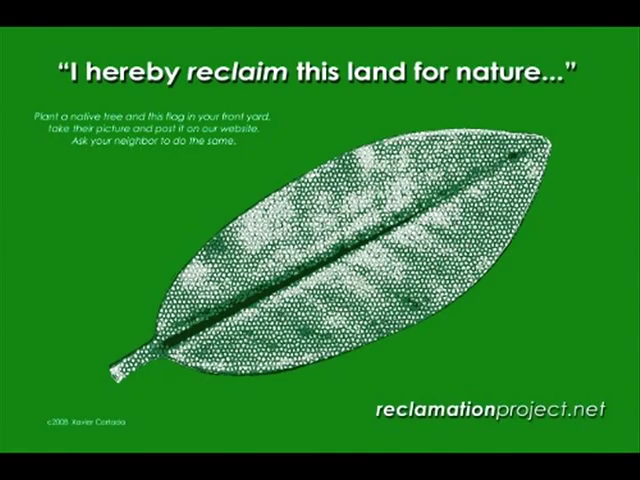 “I hereby reclaim this land for nature...”
Plant a native tree and this flag in your front yard,
take their picture and post it on our website.
Ask your neighbor to do the same.
reclamationproject.net
©2008 Xavier Cortada